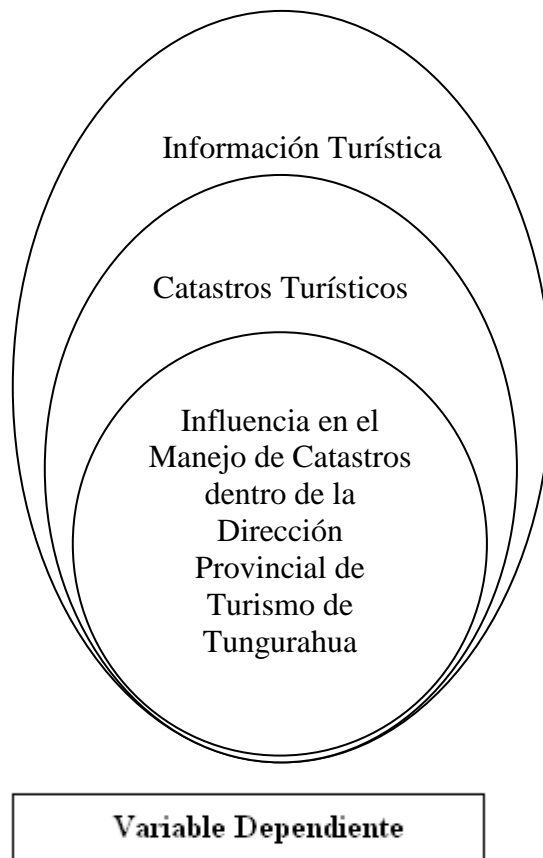 Información Turística
Catastros Turísticos
Influencia en el
Manejo de Catastros
dentro de la
Dirección
Provincial de
Turismo de
Tungurahua
Variable Dependiente